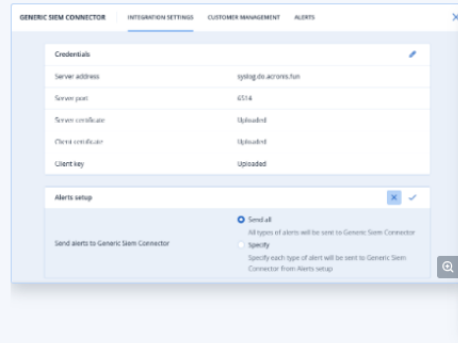 GENERIC SIEM CONNECTOR INTEGRATION SETTINGS CUSTOMER MANAGEMENT ALERTS
Credentials
Server address syslog.ds.acronis.fun
Server port 6514
Server certificate Uploaded
Client certificate Uploaded
Client key Uploaded
Alerts setup
Send all
All types of alerts will be sent to Generic Siem Connector
Send alerts to Generic Siem Connector Specify
Specify each type of alert will be sent to Generic Siem
Connector from Alerts setup